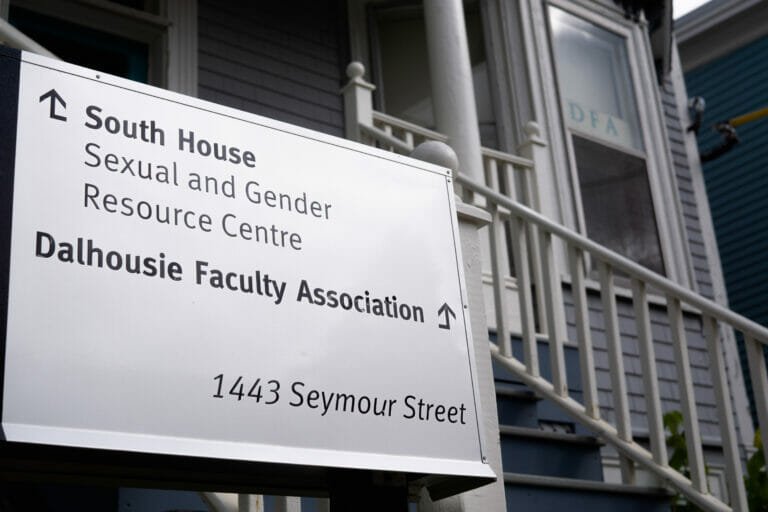 South House
Sexual and Gender
Resource Centre
Dalhousie Faculty Association
1443 Seymour Street
DFA